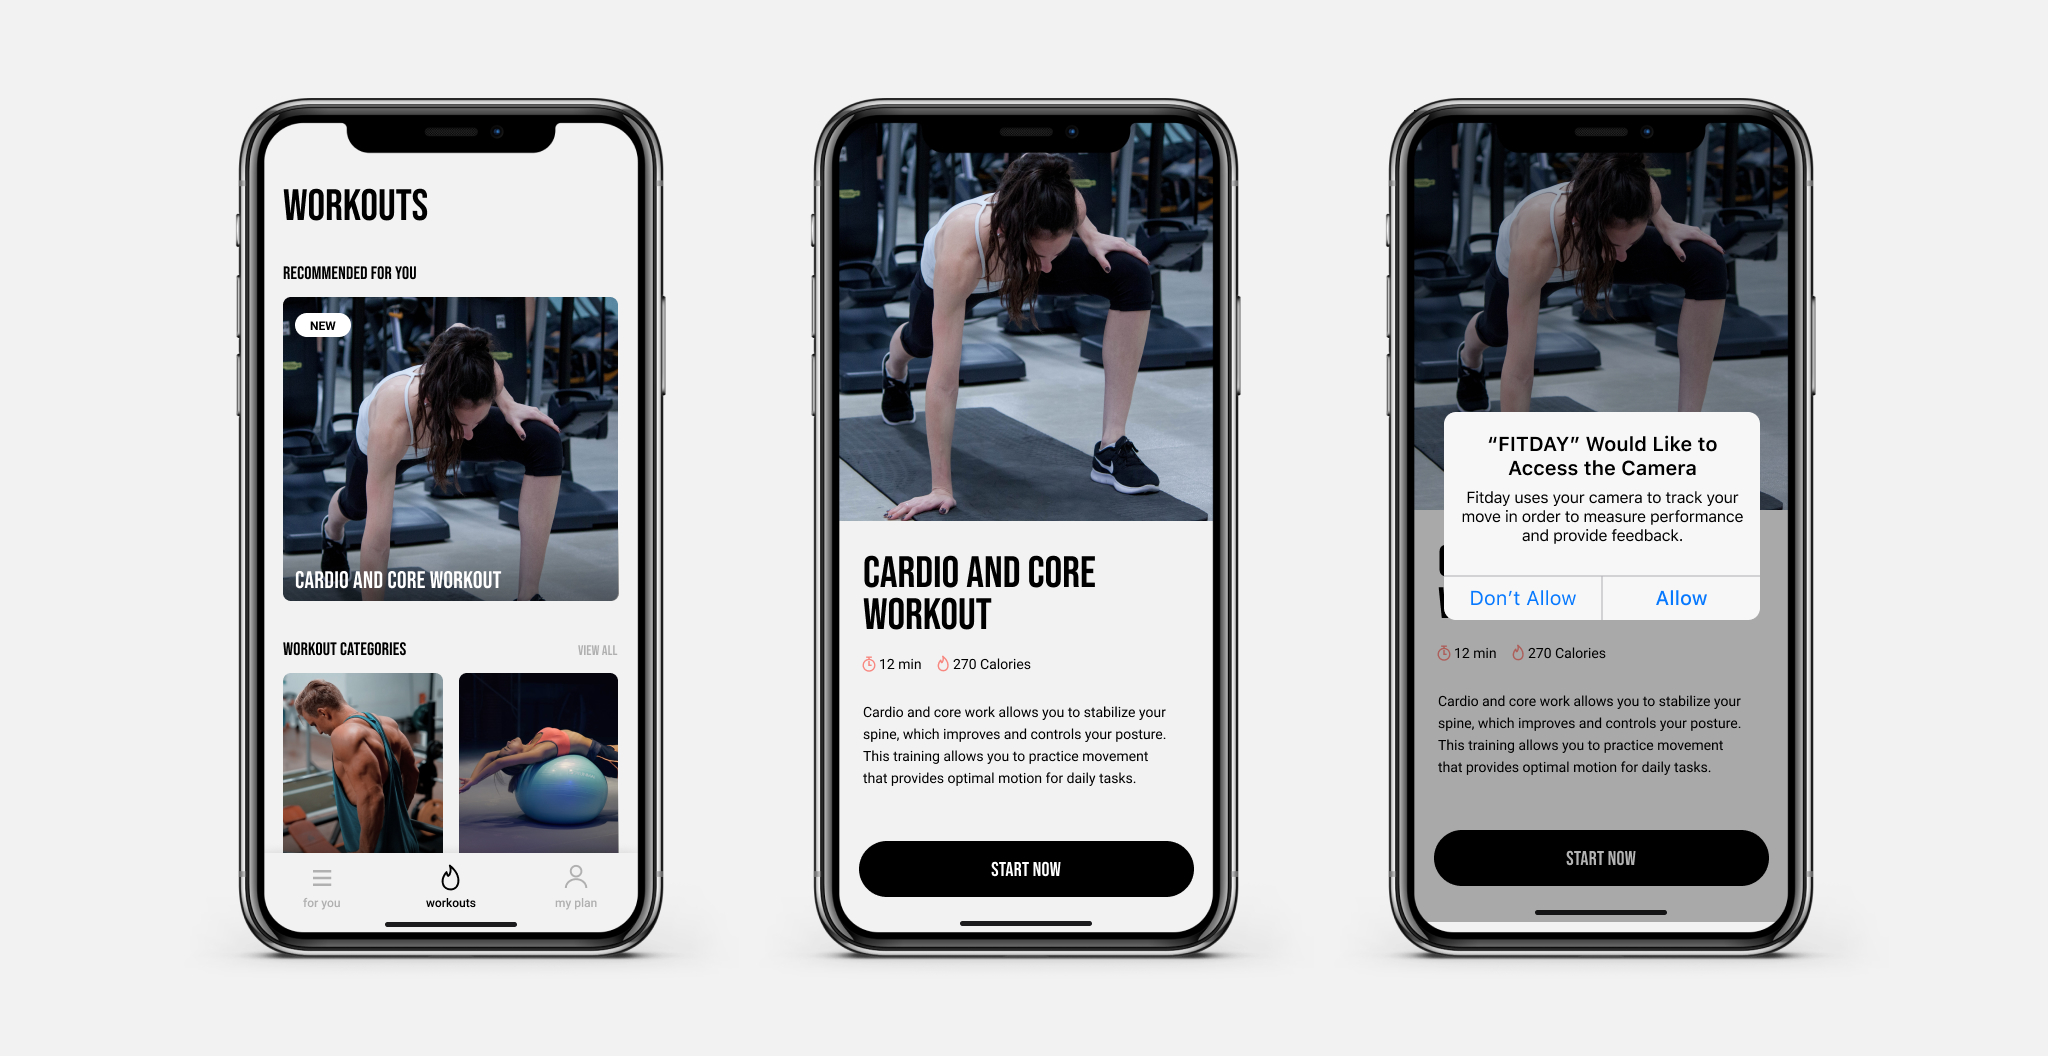 WORKOUTS
RECOMMENDED FOR YOU
NEW
CARDIO AND CORE WORKOUT
WORKOUT CATEGORIES
VIEW ALL
for you
workouts
my plan
CARDIO AND CORE
WORKOUT
12 min
270 Calories
Cardio and core work allows you to stabilize your
spine, which improves and controls your posture.
This training allows you to practice movement
that provides optimal motion for daily tasks.
START NOW
“FITDAY” Would Like to
Access the Camera
Fitday uses your camera to track your
move in order to measure performance
and provide feedback.
Don’t Allow
Allow
12 min
270 Calories
Cardio and core work allows you to stabilize your
spine, which improves and controls your posture.
This training allows you to practice movement
that provides optimal motion for daily tasks.
START NOW